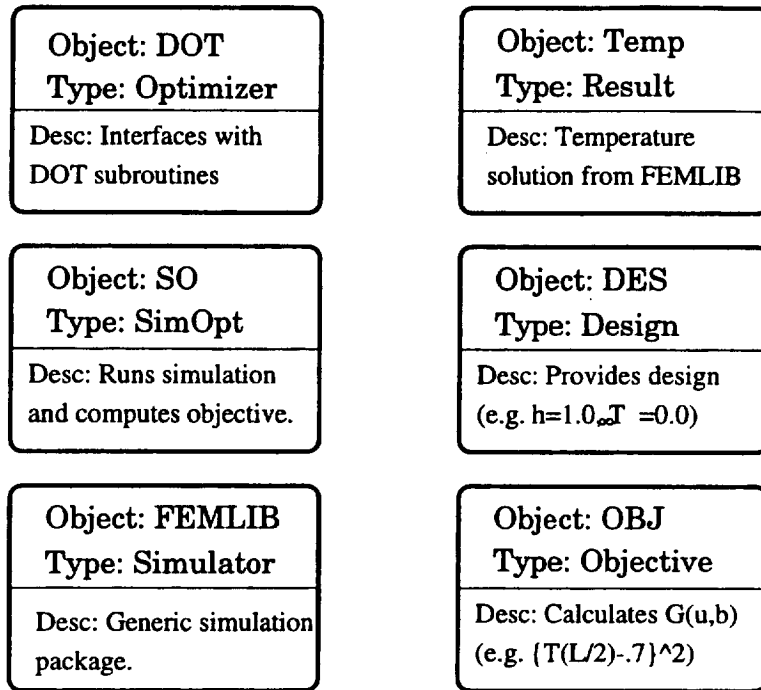 Object: DOT
Type: Optimizer
Desc: Interfaces with
DOT subroutines
Object: Temp
Type: Result
Desc: Temperature
solution from FEMLIB
Object: SO
Type: SimOpt
Desc: Runs simulation
and computes objective.
Object: DES
Type: Design
Desc: Provides design
(e.g. h=1.0,∞T =0.0)
Object: FEMLIB
Type: Simulator
Desc: Generic simulation
package.
Object: OBJ
Type: Objective
Desc: Calculates G(u,b)
(e.g. {T(L/2)-.7}^2)